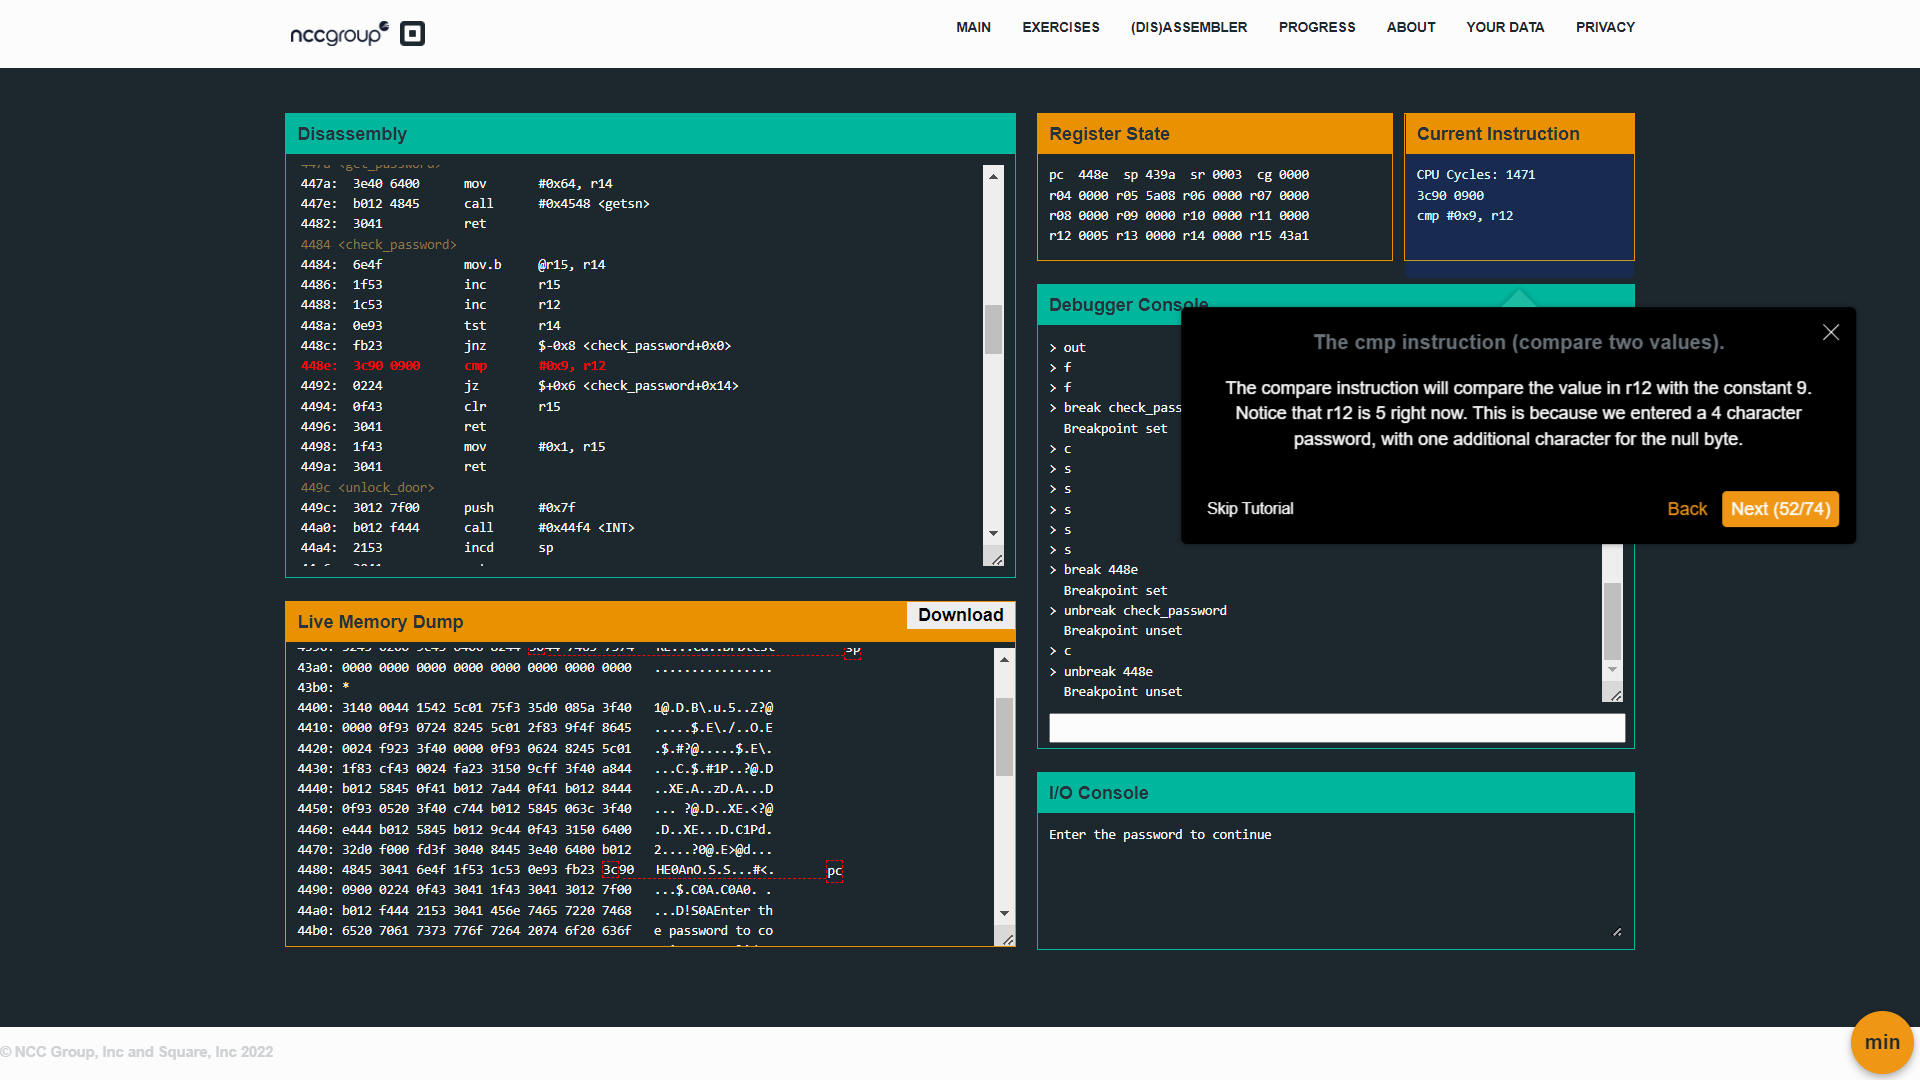 nccgroup
MAIN EXERCISES (DIS)ASSEMBLER PROGRESS ABOUT YOUR DATA PRIVACY
Disassembly
447a <get_password>
447a: 3e40 6400 mov #0x64, r14
447e: b012 4845 call #0x4548 <getsn>
4482: 3041 ret
4484 <check_password>
4484: 6e4f mov.b @r15, r14
4486: 1f53 inc r15
4488: 1c53 inc r12
448a: 0e93 tst r14
448c: fb23 jnz $-0x8 <check_password+0x0>
448e: 3c90 0900 cmp #0x9, r12
4492: 0224 jz $+0x6 <check_password+0x14>
4494: 0f43 clr r15
4496: 3041 ret
4498: 1f43 mov #0x1, r15
449a: 3041 ret
449c <unlock_door>
449c: 3012 7f00 push #0x7f
44a0: b012 f444 call #0x44f4 <INT>
44a4: 2153 incd sp
Register State
pc 448e sp 439a sr 0003 cg 0000
r04 0000 r05 5a08 r06 0000 r07 0000
r08 0000 r09 0000 r10 0000 r11 0000
r12 0005 r13 0000 r14 0000 r15 43a1
Current Instruction
CPU Cycles: 1471
3c90 0900
cmp #0x9, r12
Debugger Console
> out
> f
> f
> break check_pass
Breakpoint set
> c
> s
> s
> s
> s
> s
> break 448e
Breakpoint set
> unbreak check_password
Breakpoint unset
> c
> unbreak 448e
Breakpoint unset
The cmp instruction (compare two values).
The compare instruction will compare the value in r12 with the constant 9.
Notice that r12 is 5 right now. This is because we entered a 4 character
password, with one additional character for the null byte.
Skip Tutorial Back Next (52/74)
Live Memory Dump Download
sp
43a0: 0000 0000 0000 0000 0000 0000 0000 0000 ................
43b0: *
4400: 3140 0044 1542 5c01 75f3 35d0 085a 3f40 1@.D.B\.u.5..Z?@
4410: 0000 0f93 0724 8245 5c01 2f83 9f4f 8645 .....$.E\./..O.E
4420: 0024 f923 3f40 0000 0f93 0624 8245 5c01 .$.#?@.....$.E\.
4430: 1f83 cf43 0024 fa23 3150 9cff 3f40 a844 ...C.$.#1P..?@.D
4440: b012 5845 0f41 b012 7a44 0f41 b012 8444 ..XE.A..zD.A...D
4450: 0f93 0520 3f40 c744 b012 5845 063c 3f40 ... ?@.D..XE.<?@
4460: e444 b012 5845 b012 9c44 0f43 3150 6400 .D..XE...D.C1Pd.
4470: 32d0 f000 fd3f 3040 8445 3e40 6400 b012 2....?0@.E>@d...
4480: 4845 3041 6e4f 1f53 1c53 0e93 fb23 3c90 HE0AnO.S.S...#<. pc
4490: 0900 0224 0f43 3041 1f43 3041 3012 7f00 ...$.C0A.C0A0. .
44a0: b012 f444 2153 3041 456e 7465 7220 7468 ...D!S0AEnter th
44b0: 6520 7061 7373 776f 7264 2074 6f20 636f e password to co
I/O Console
Enter the password to continue
© NCC Group, Inc and Square, Inc 2022
min